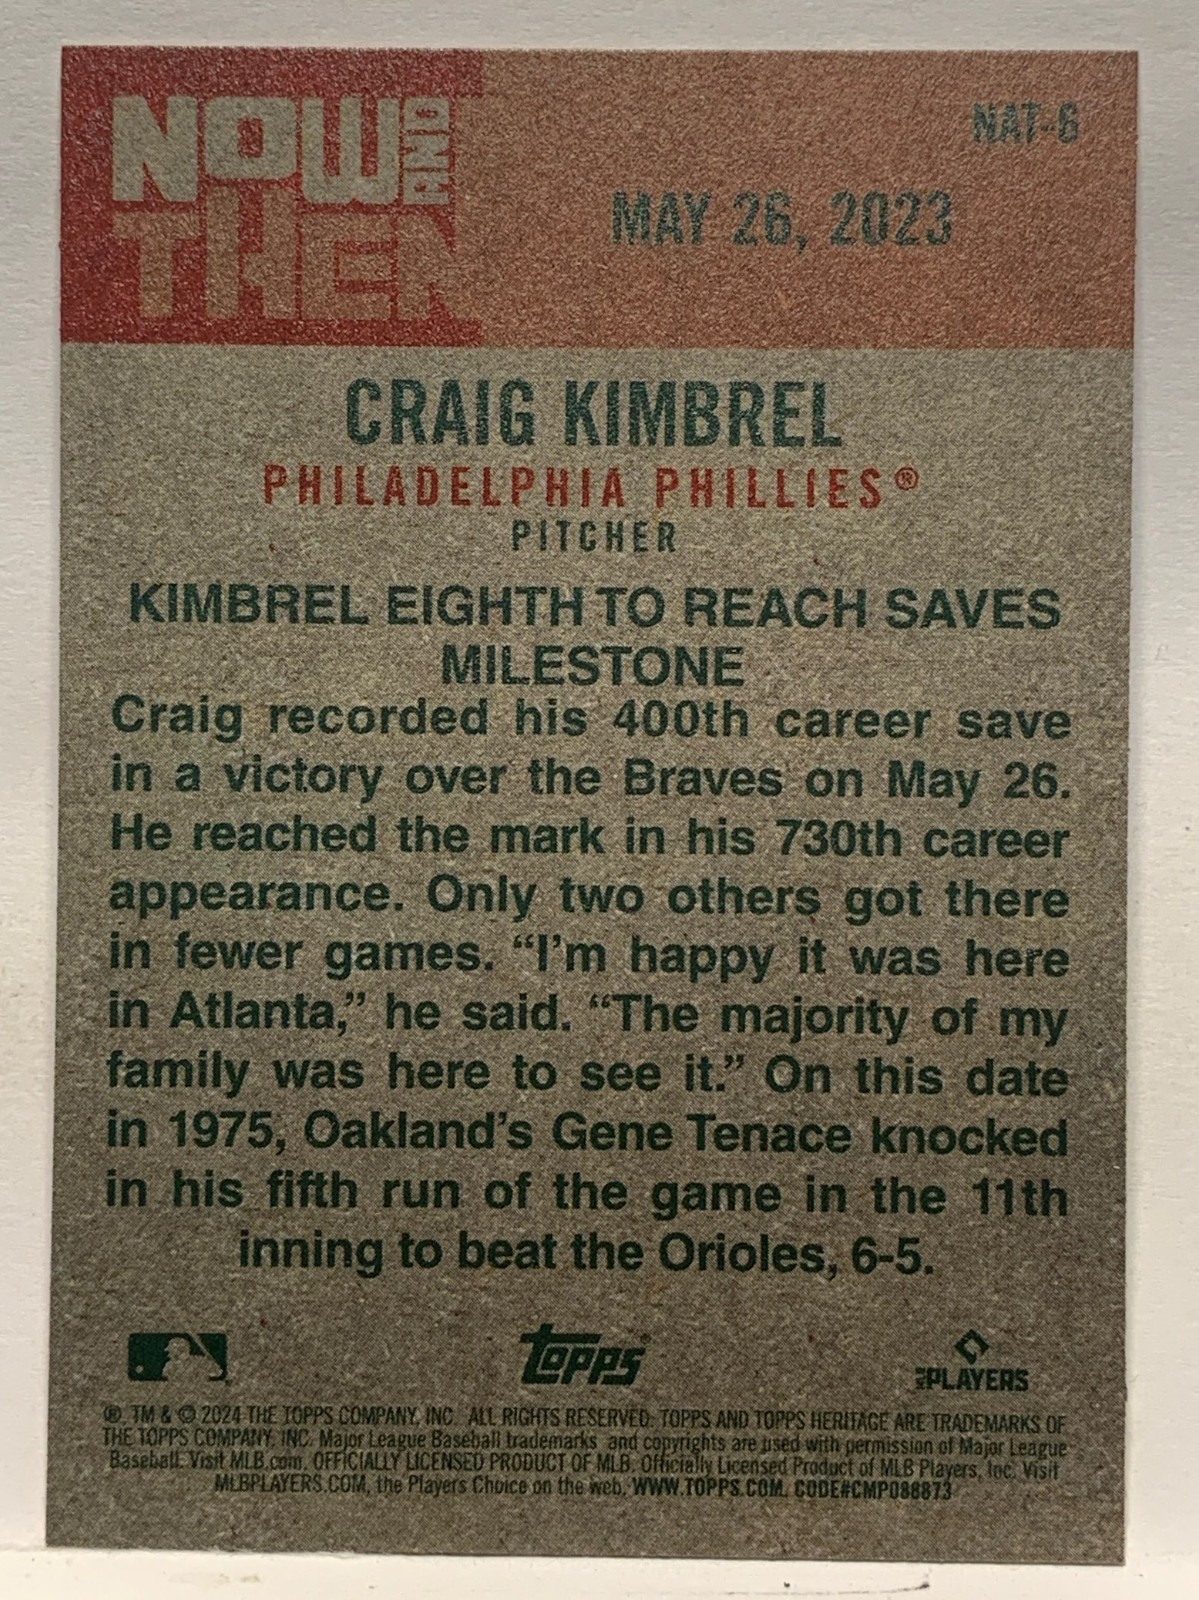 NOW AND
THEN
NAT-6
MAY 26, 2023
CRAIG KIMBREL
PHILADELPHIA PHILLIES®
PITCHER
KIMBREL EIGHTH TO REACH SAVES
MILESTONE
Craig recorded his 400th career save
in a victory over the Braves on May 26.
He reached the mark in his 730th career
appearance. Only two others got there
in fewer games. “I’m happy it was here
in Atlanta,” he said. “The majority of my
family was here to see it.” On this date
in 1975, Oakland’s Gene Tenace knocked
in his fifth run of the game in the 11th
inning to beat the Orioles, 6-5.
Topps®
MLB PLAYERS
®, TM & © 2024 THE TOPPS COMPANY, INC. ALL RIGHTS RESERVED. TOPPS AND TOPPS HERITAGE ARE TRADEMARKS OF
THE TOPPS COMPANY, INC. Major League Baseball trademarks and copyrights are used with permission of Major League
Baseball. Visit MLB.com. OFFICIALLY LICENSED PRODUCT OF MLB. Officially Licensed Product of MLB Players, Inc. Visit
MLBPLAYERS.COM, the Players Choice on the web. WWW.TOPPS.COM. CODE#CMP088873